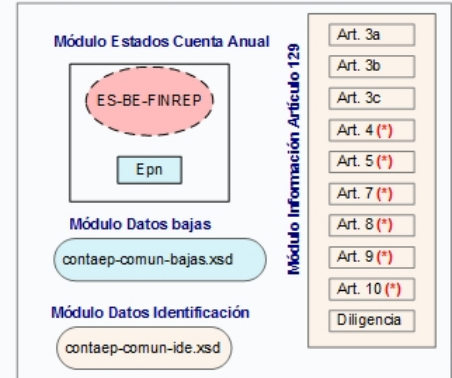 Módulo Estados Cuenta Anual
ES-BE-FINREP
Epn
Módulo Datos bajas
contaep-comun-bajas.xsd
Módulo Datos Identificación
contaep-comun-ide.xsd
Módulo Información Artículo 129
Art. 3a
Art. 3b
Art. 3c
Art. 4 (*)
Art. 5 (*)
Art. 7 (*)
Art. 8 (*)
Art. 9 (*)
Art. 10 (*)
Diligencia